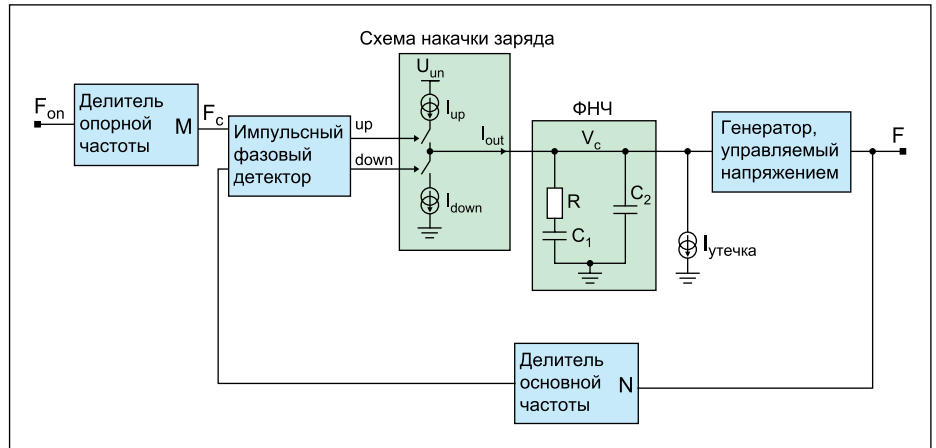 Схема накачки заряда
U_un
F_on
Делитель
опорной
частоты
M
F_c
Импульсный
фазовый
детектор
up
down
I_up
I_down
I_out
ФНЧ
V_c
R
C_1
C_2
Генератор,
управляемый
напряжением
F
I_утечка
Делитель
основной
частоты
N